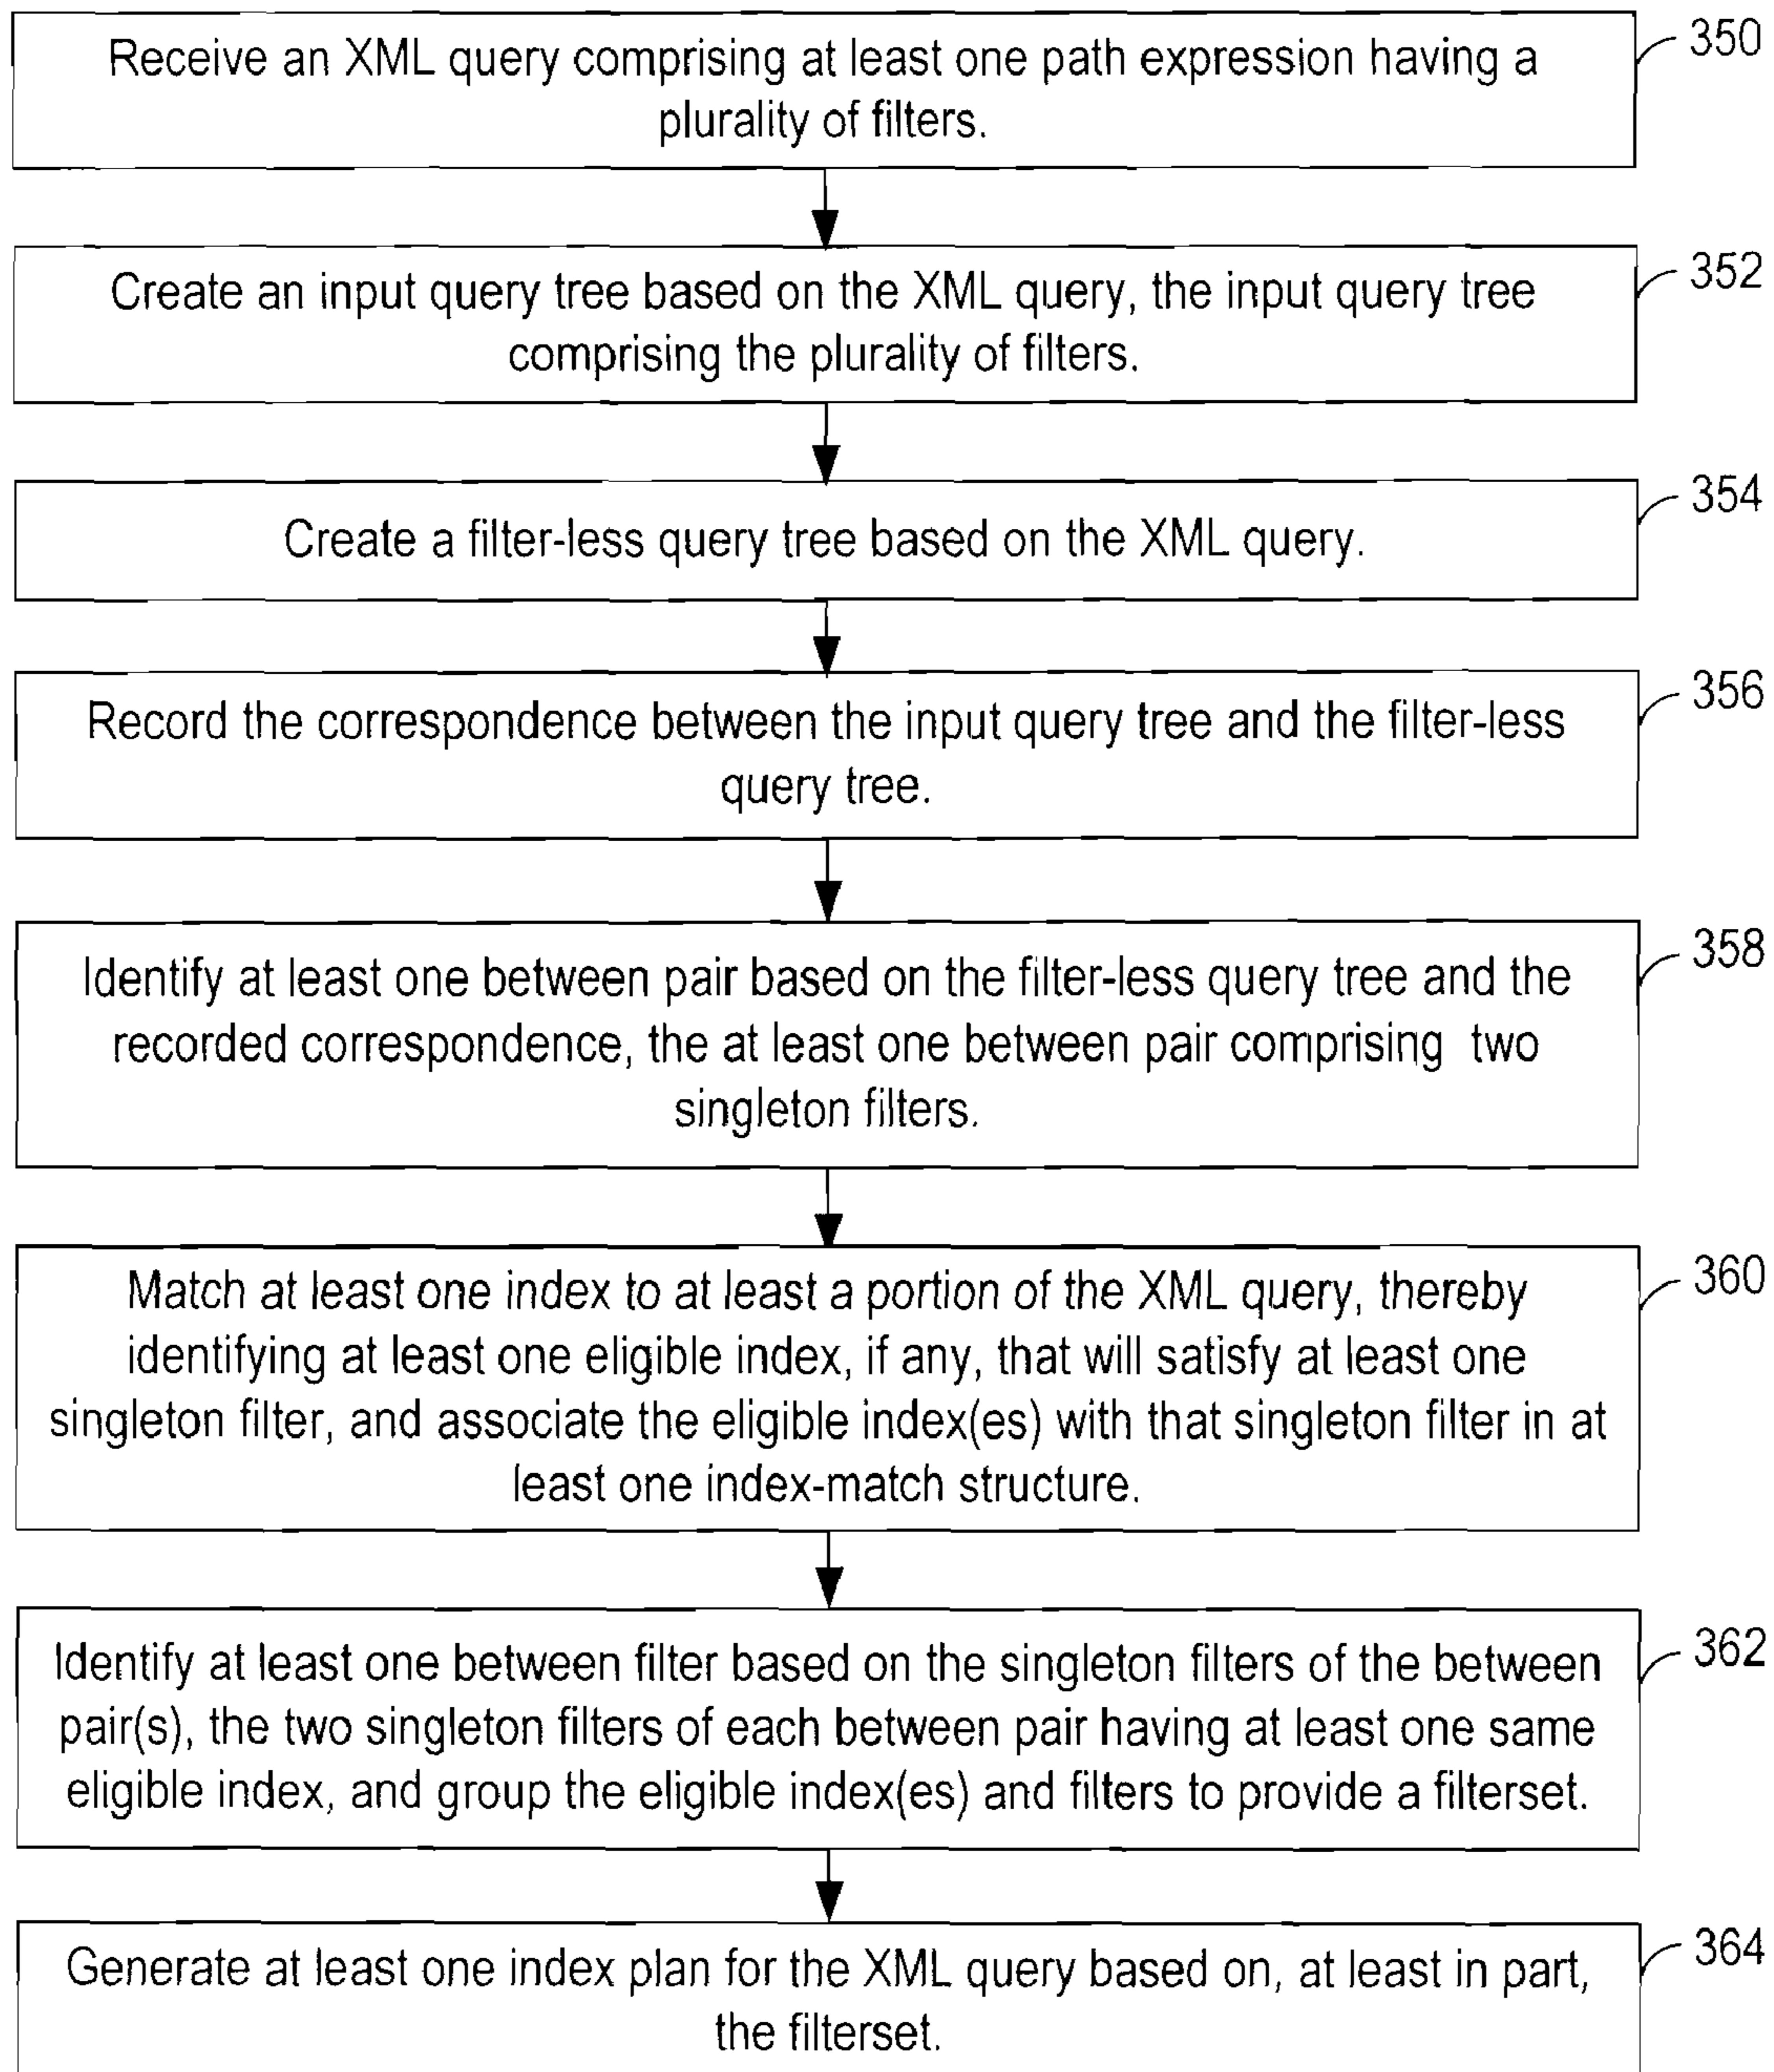 Receive an XML query comprising at least one path expression having a
plurality of filters.
350
Create an input query tree based on the XML query, the input query tree
comprising the plurality of filters.
352
Create a filter-less query tree based on the XML query.
354
Record the correspondence between the input query tree and the filter-less
query tree.
356
Identify at least one between pair based on the filter-less query tree and the
recorded correspondence, the at least one between pair comprising two
singleton filters.
358
Match at least one index to at least a portion of the XML query, thereby
identifying at least one eligible index, if any, that will satisfy at least one
singleton filter, and associate the eligible index(es) with that singleton filter in at
least one index-match structure.
360
Identify at least one between filter based on the singleton filters of the between
pair(s), the two singleton filters of each between pair having at least one same
eligible index, and group the eligible index(es) and filters to provide a filterset.
362
Generate at least one index plan for the XML query based on, at least in part,
the filterset.
364